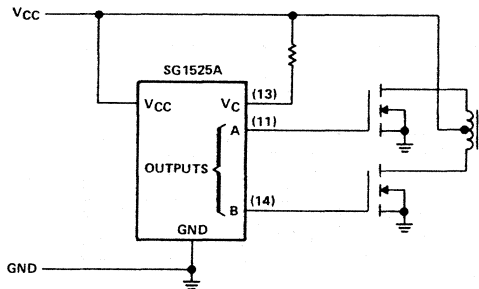 VCC
SG1525A
VCC
VC
(13)
A
(11)
OUTPUTS
B
(14)
GND
GND